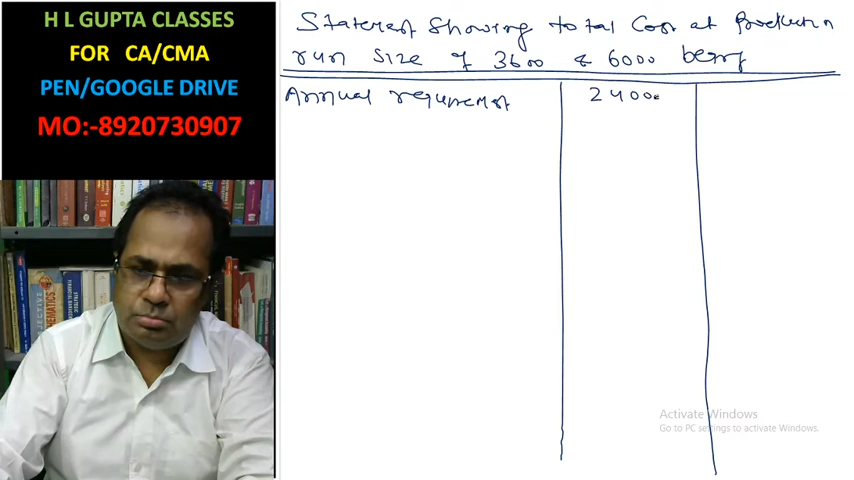 H L GUPTA CLASSES
FOR CA/CMA
PEN/GOOGLE DRIVE
MO:-8920730907
Statement Showing total Cost at Production
run Size of 3600 & 6000 bearing
Annual requirement 24000
Activate Windows
Go to PC settings to activate Windows.